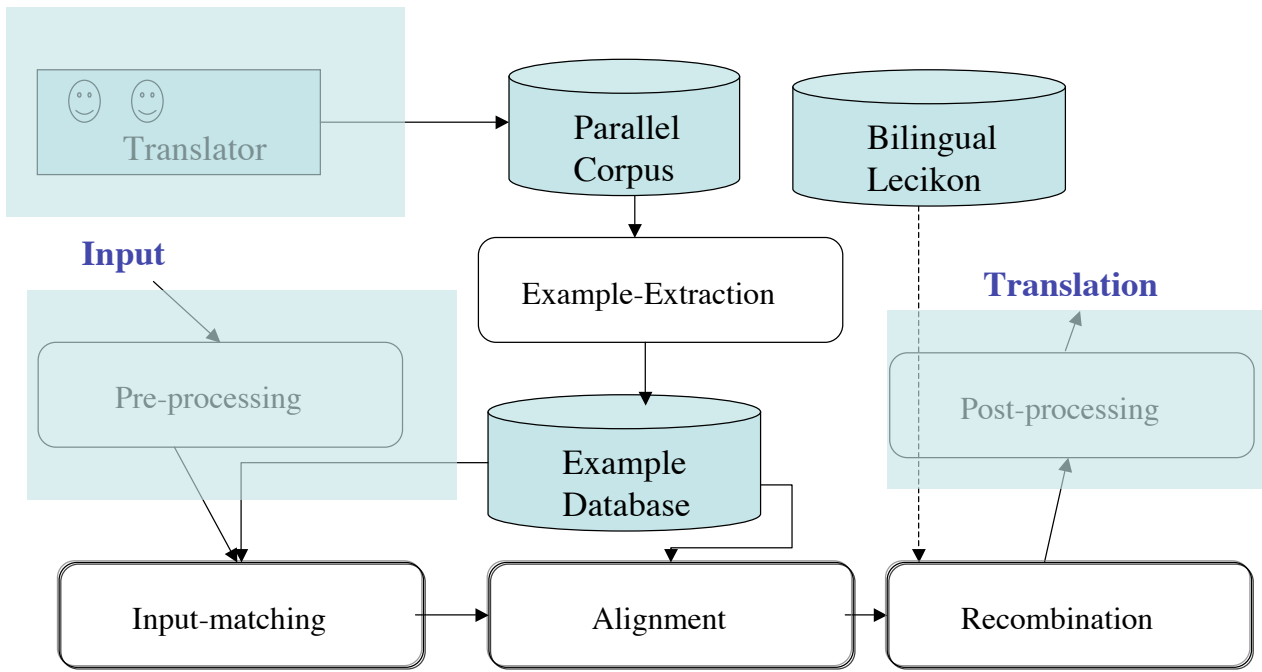 Translator
Parallel
Corpus
Bilingual
Lecikon
Input
Example-Extraction
Translation
Pre-processing
Post-processing
Example
Database
Input-matching
Alignment
Recombination